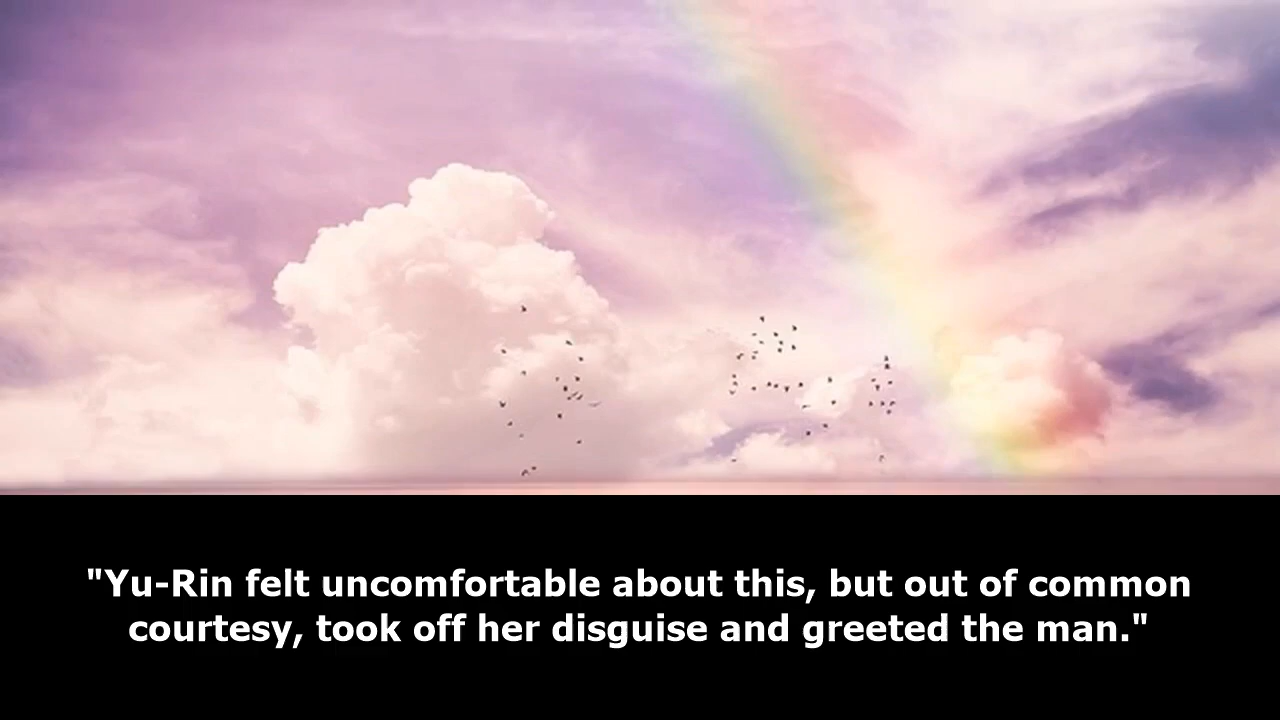 "Yu-Rin felt uncomfortable about this, but out of common
courtesy, took off her disguise and greeted the man."